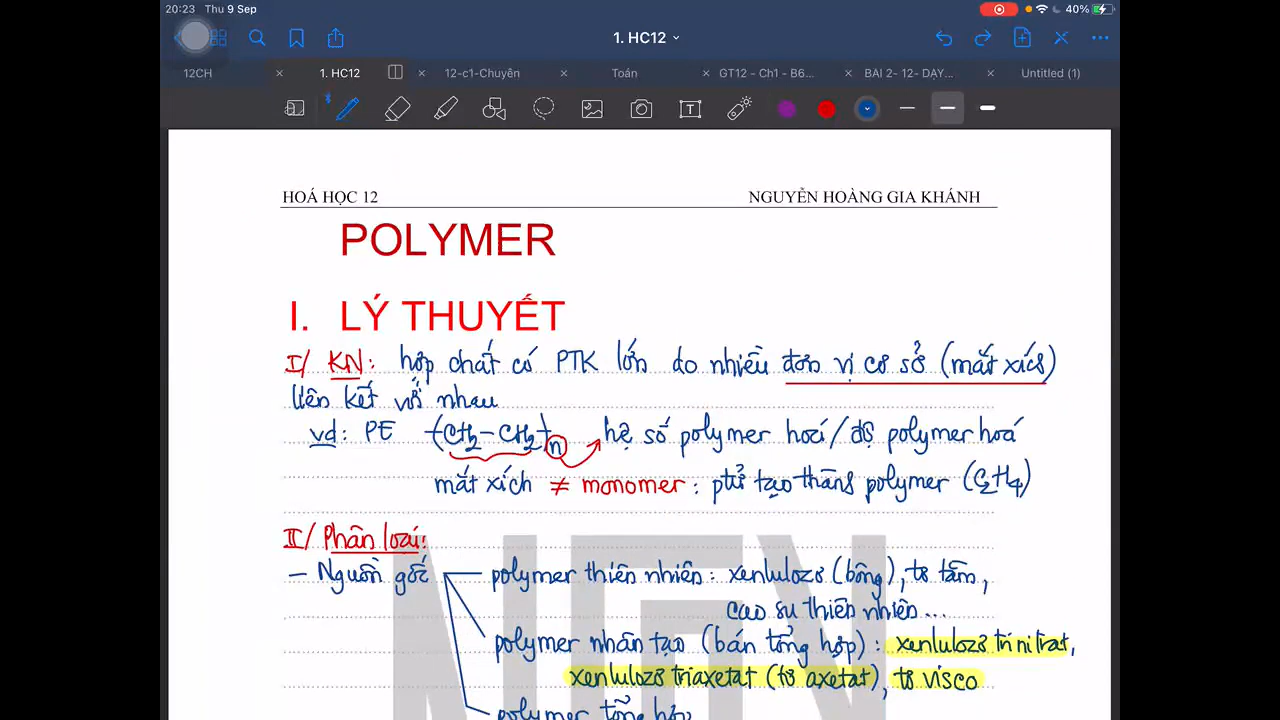 20:23 Thu 9 Sep 40%
1. HC12
12CH 1. HC12 12-c1-Chuyên Toán GT12 - Ch1 - B6... BÀI 2- 12- DẠY... Untitled (1)
HOÁ HỌC 12 NGUYỄN HOÀNG GIA KHÁNH
POLYMER
I. LÝ THUYẾT
I/ KN: hợp chất có PTK lớn do nhiều đơn vị cơ sở (mắt xích)
liên kết với nhau
vd: PE -(CH2-CH2)n hệ số polymer hoá/độ polymer hoá
mắt xích ≠ monomer: ptử tạo thành polymer (C2H4)
II/ Phân loại:
- Nguồn gốc polymer thiên nhiên: xenlulozơ (bông), tơ tằm,
cao su thiên nhiên...
polymer nhân tạo (bán tổng hợp): xenlulozơ trinitrat,
xenlulozơ triaxetat (tơ axetat), tơ visco
polymer tổng hợp
NGN